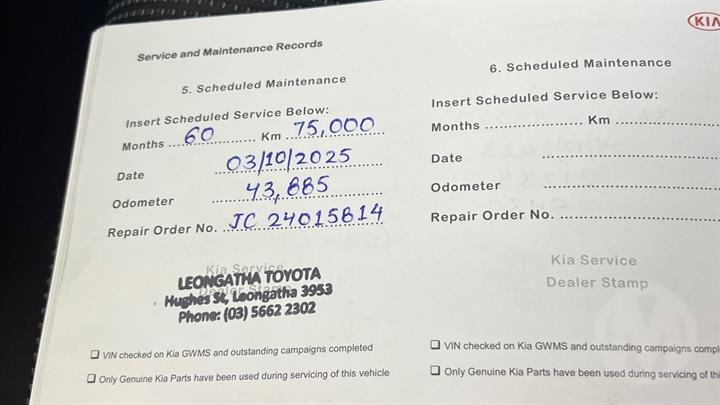 KIA
Service and Maintenance Records
5. Scheduled Maintenance
Insert Scheduled Service Below:
Months 60 Km 75,000
Date 03/10/2025
Odometer 43,885
Repair Order No. JC 24015814
Kia Service
Dealer Stamp
LEONGATHA TOYOTA
Hughes St, Leongatha 3953
Phone: (03) 5662 2302
☐ VIN checked on Kia GWMS and outstanding campaigns completed
☐ Only Genuine Kia Parts have been used during servicing of this vehicle
6. Scheduled Maintenance
Insert Scheduled Service Below:
Months .................. Km ..................
Date ..................
Odometer ..................
Repair Order No. ..................
Kia Service
Dealer Stamp
☐ VIN checked on Kia GWMS and outstanding campaigns compl
☐ Only Genuine Kia Parts have been used during servicing of thi